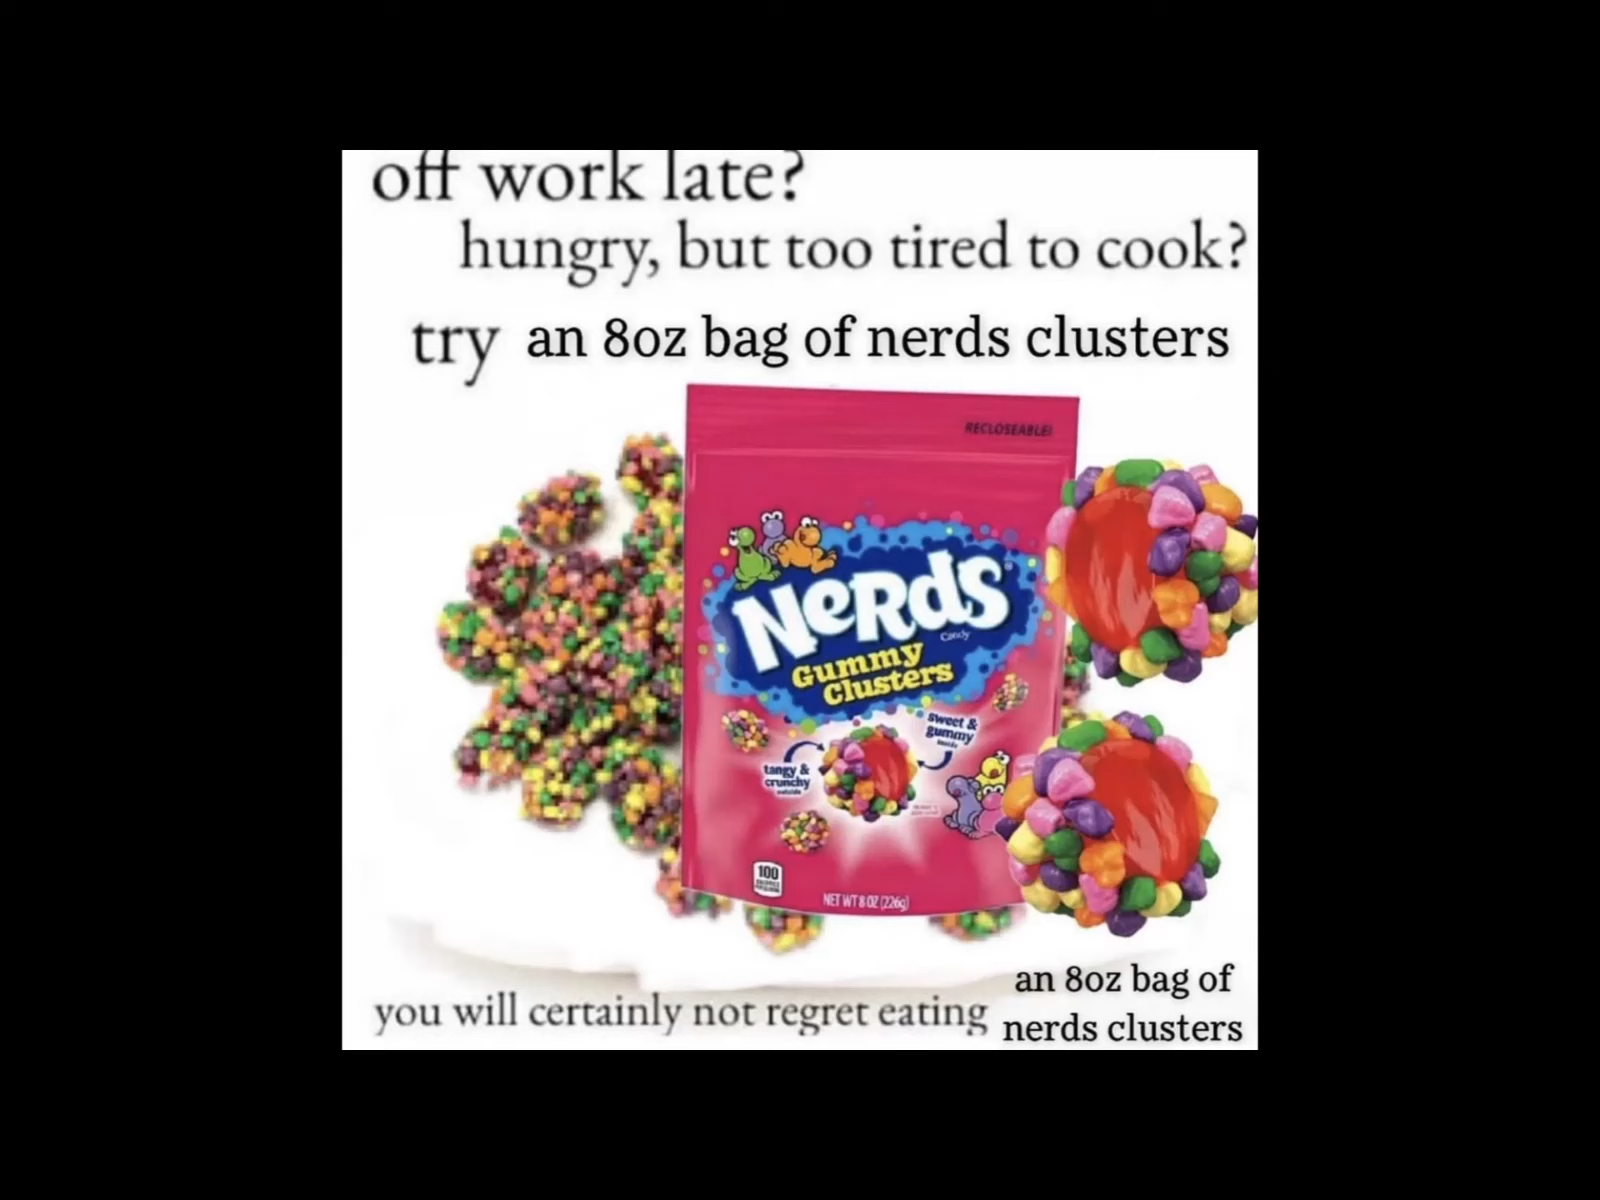 off work late?
hungry, but too tired to cook?
try an 8oz bag of nerds clusters
RECLOSEABLE!
NeRdS
Candy
Gummy
Clusters
sweet &
gummy
inside
tangy &
crunchy
outside
100
NET WT 8 OZ (226g)
you will certainly not regret eating an 8oz bag of
nerds clusters